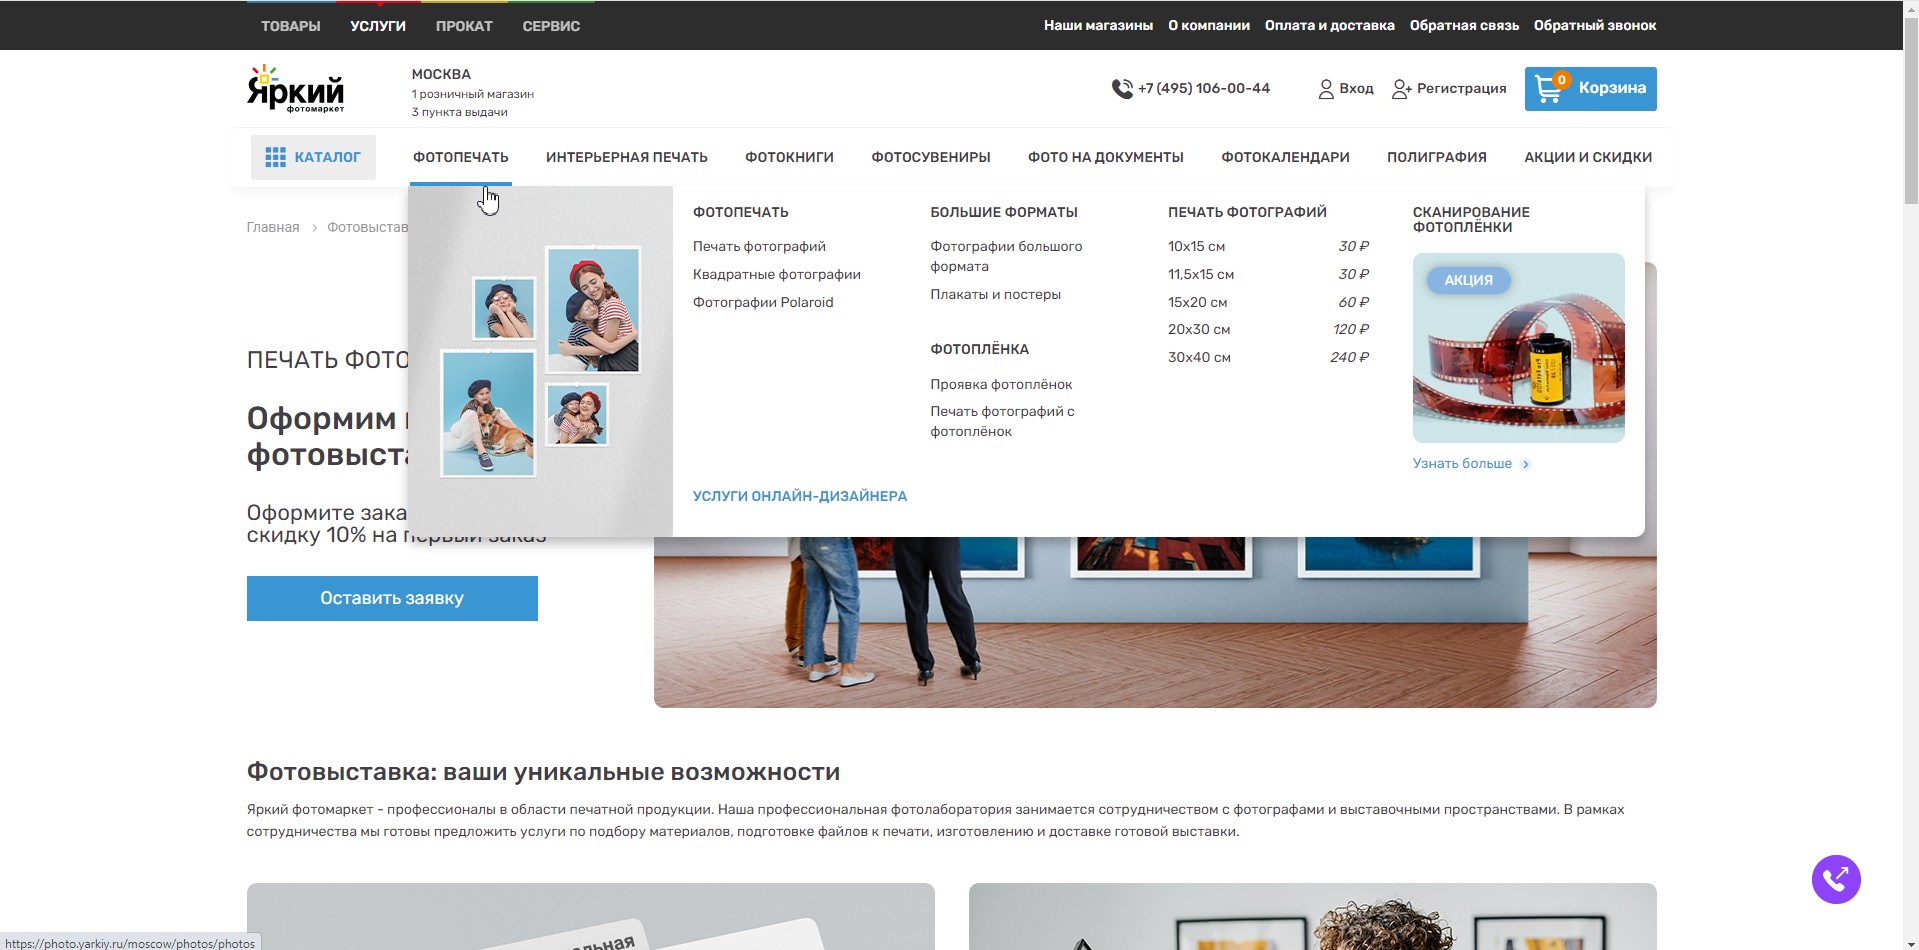 ТОВАРЫ УСЛУГИ ПРОКАТ СЕРВИС Наши магазины О компании Оплата и доставка Обратная связь Обратный звонок
Яркий
фотомаркет
МОСКВА
1 розничный магазин
3 пункта выдачи
+7 (495) 106-00-44 Вход Регистрация 0 Корзина
КАТАЛОГ ФОТОПЕЧАТЬ ИНТЕРЬЕРНАЯ ПЕЧАТЬ ФОТОКНИГИ ФОТОСУВЕНИРЫ ФОТО НА ДОКУМЕНТЫ ФОТОКАЛЕНДАРИ ПОЛИГРАФИЯ АКЦИИ И СКИДКИ
Главная Фотовыстав
ФОТОПЕЧАТЬ
Печать фотографий
Квадратные фотографии
Фотографии Polaroid
БОЛЬШИЕ ФОРМАТЫ
Фотографии большого
формата
Плакаты и постеры
ФОТОПЛЁНКА
Проявка фотоплёнок
Печать фотографий с
фотоплёнок
ПЕЧАТЬ ФОТОГРАФИЙ
10x15 см 30 ₽
11,5x15 см 30 ₽
15x20 см 60 ₽
20x30 см 120 ₽
30x40 см 240 ₽
СКАНИРОВАНИЕ
ФОТОПЛЁНКИ
АКЦИЯ
Узнать больше
УСЛУГИ ОНЛАЙН-ДИЗАЙНЕРА
ПЕЧАТЬ ФОТО
Оформим
фотовыст
Оформите зака
скидку 10% на первый заказ
Оставить заявку
Фотовыставка: ваши уникальные возможности
Яркий фотомаркет - профессионалы в области печатной продукции. Наша профессиональная фотолаборатория занимается сотрудничеством с фотографами и выставочными пространствами. В рамках
сотрудничества мы готовы предложить услуги по подбору материалов, подготовке файлов к печати, изготовлению и доставке готовой выставки.
https://photo.yarkiy.ru/moscow/photos/photos